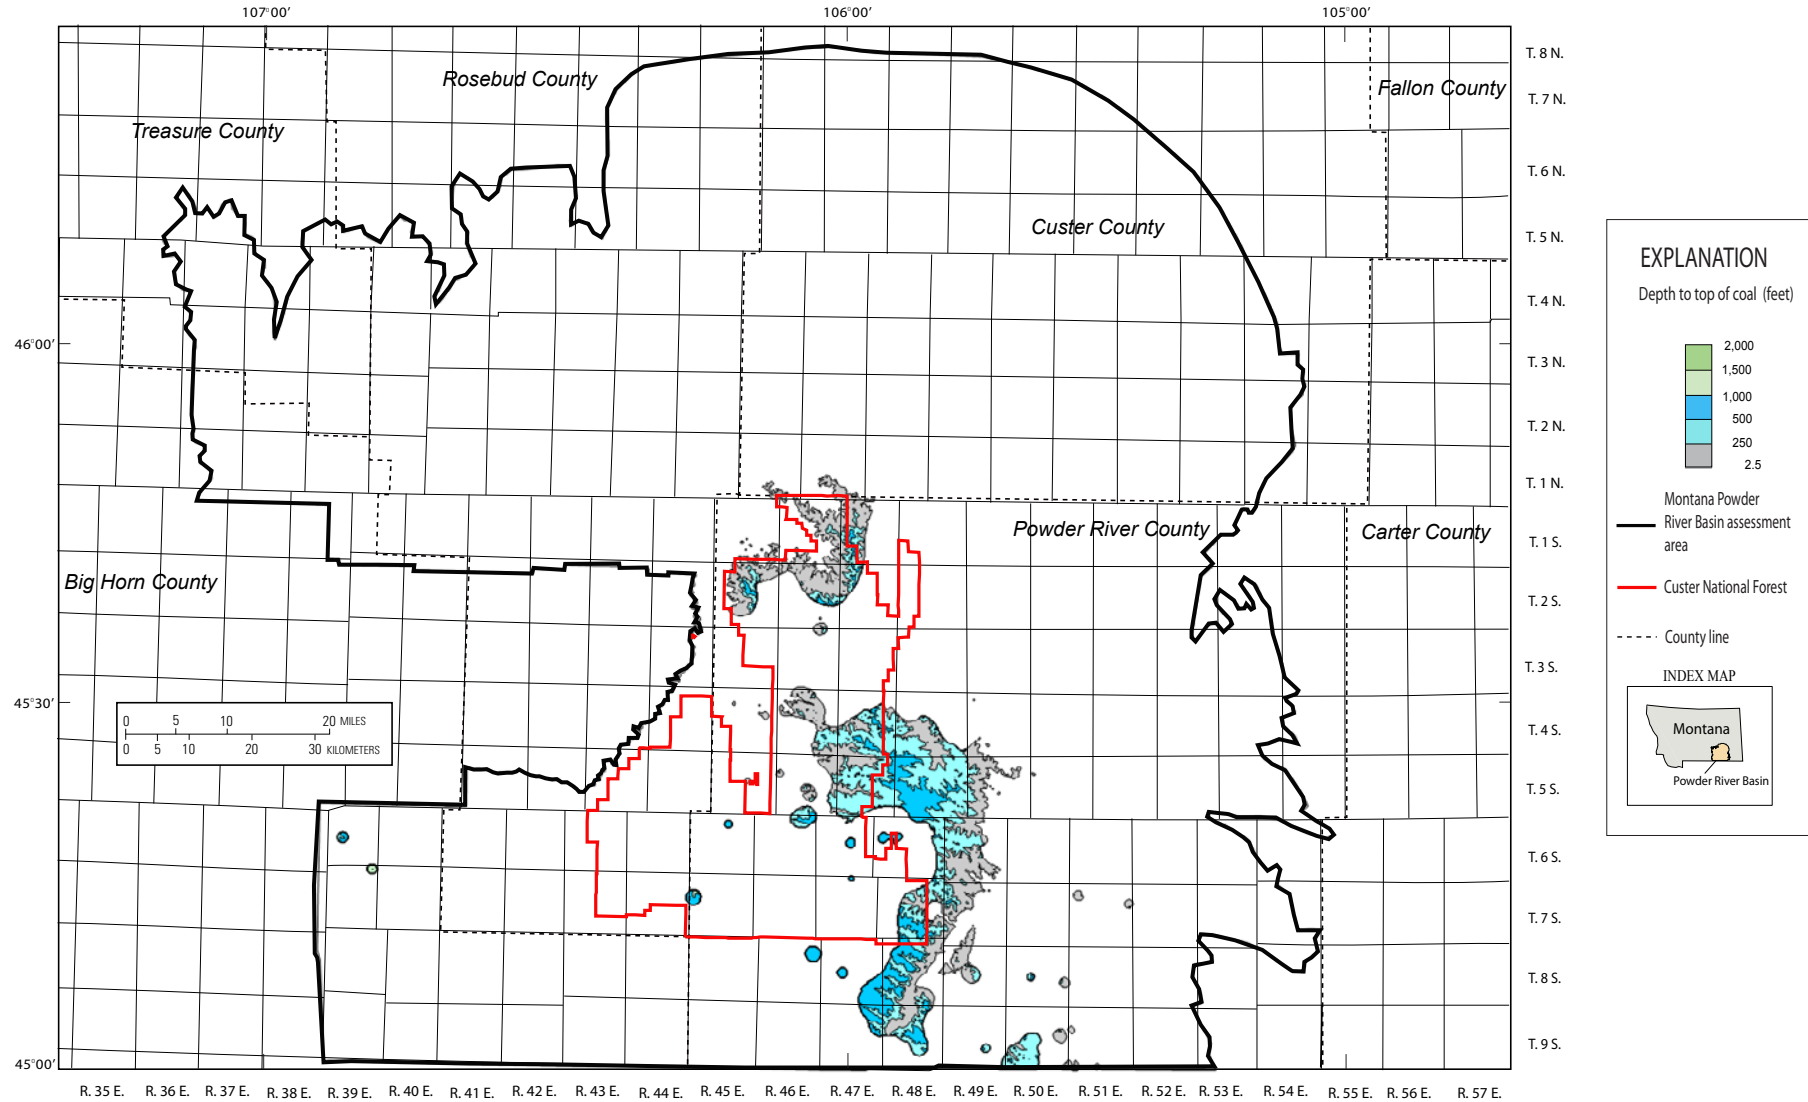 107°00′
106°00′
105°00′
Rosebud County
Fallon County
Treasure County
Custer County
Powder River County
Carter County
Big Horn County
46°00′
45°30′
45°00′
T. 8 N.
T. 7 N.
T. 6 N.
T. 5 N.
T. 4 N.
T. 3 N.
T. 2 N.
T. 1 N.
T. 1 S.
T. 2 S.
T. 3 S.
T. 4 S.
T. 5 S.
T. 6 S.
T. 7 S.
T. 8 S.
T. 9 S.
0 5 10 20 MILES
0 5 10 20 30 KILOMETERS
R. 35 E. R. 36 E. R. 37 E. R. 38 E. R. 39 E. R. 40 E. R. 41 E. R. 42 E. R. 43 E. R. 44 E. R. 45 E. R. 46 E. R. 47 E. R. 48 E. R. 49 E. R. 50 E. R. 51 E. R. 52 E. R. 53 E. R. 54 E. R. 55 E. R. 56 E. R. 57 E.
EXPLANATION
Depth to top of coal (feet)
2,000
1,500
1,000
500
250
2.5
Montana Powder
River Basin assessment
area
Custer National Forest
County line
INDEX MAP
Montana
Powder River Basin